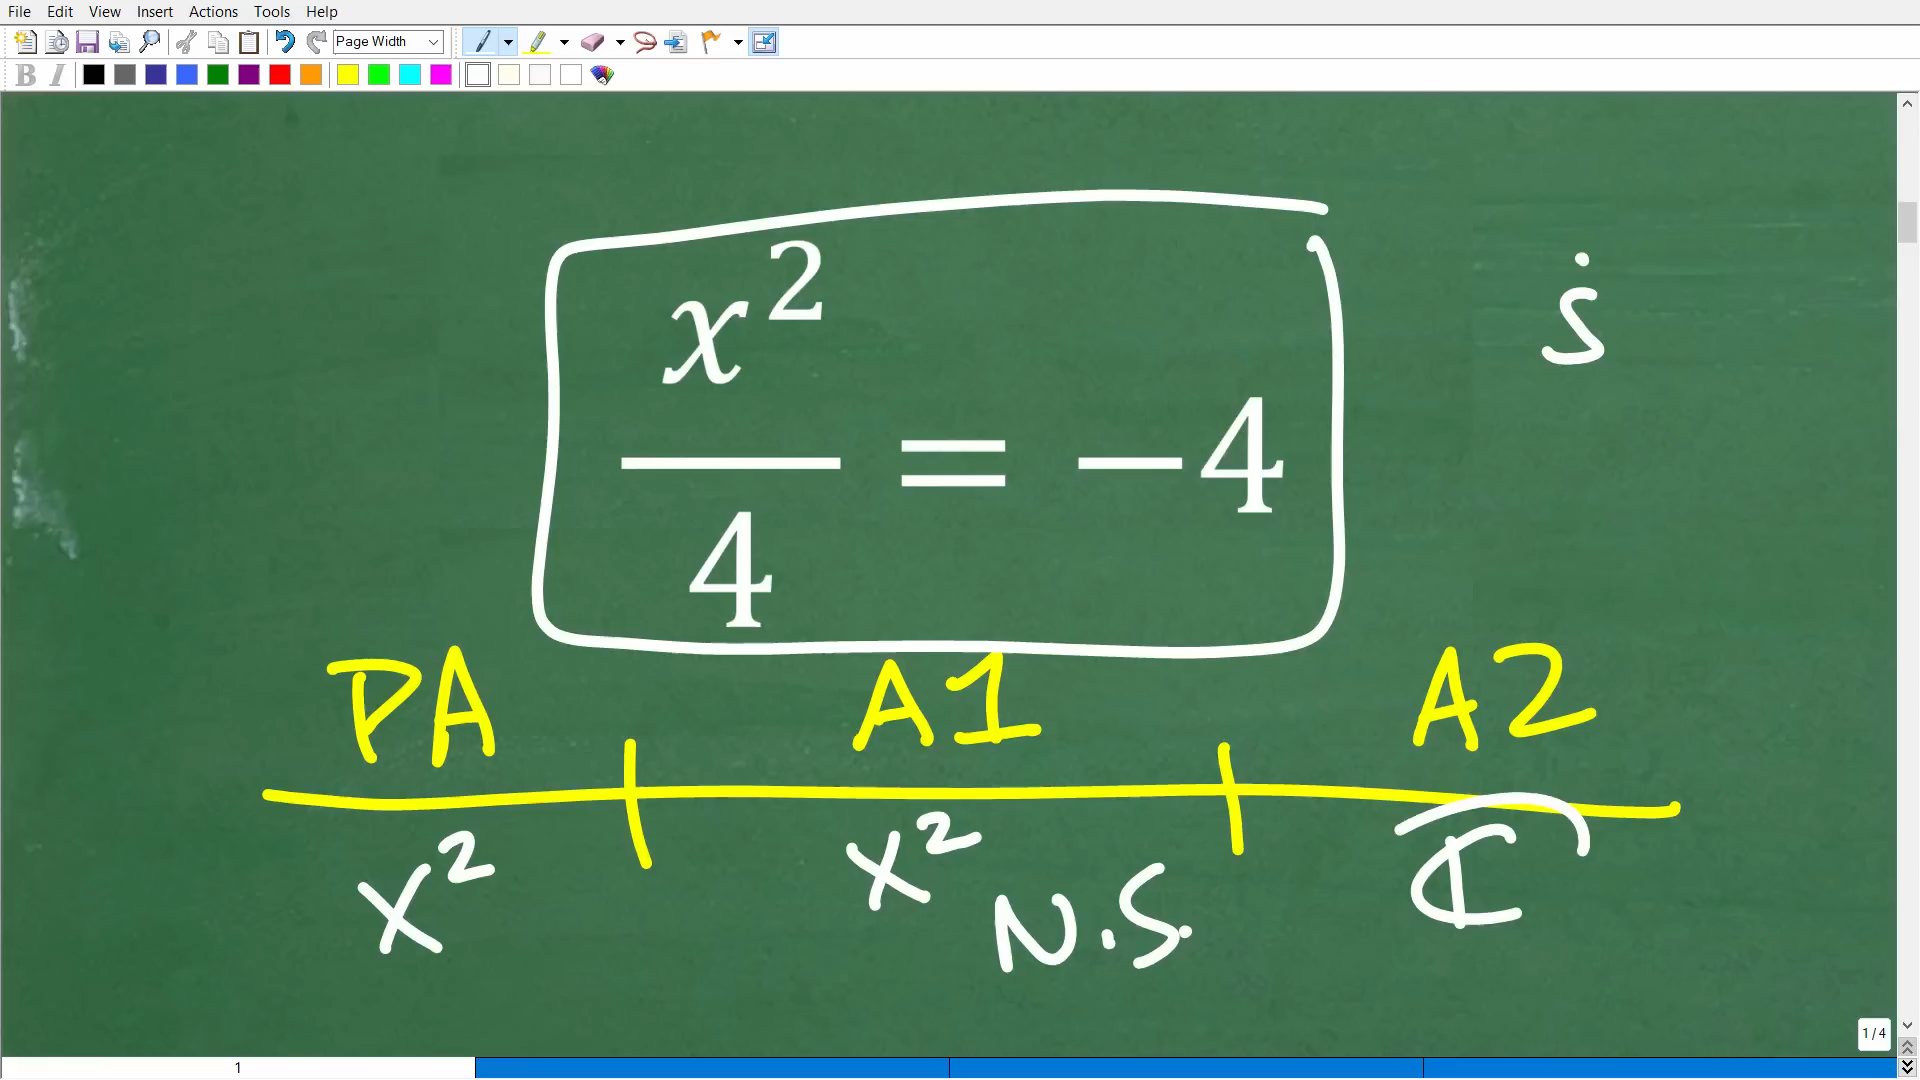 File Edit View Insert Actions Tools Help
Page Width
B I
x²
—
4
= −4
i
PA A1 A2
x² x² N.S. ℂ
1 / 4
1